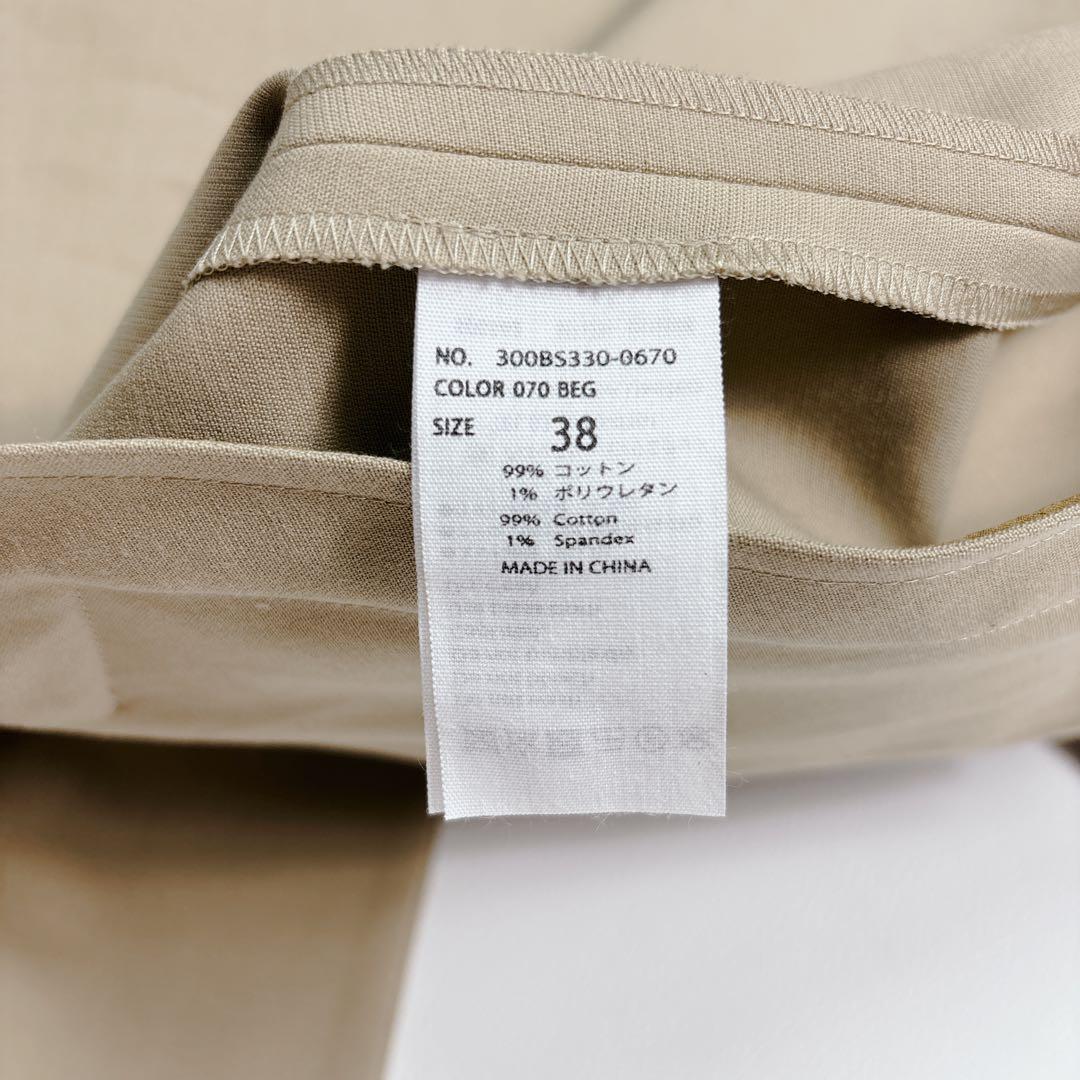 NO. 300BS330-0670
COLOR 070 BEG
SIZE 38
99% コットン
1% ポリウレタン
99% Cotton
1% Spandex
MADE IN CHINA